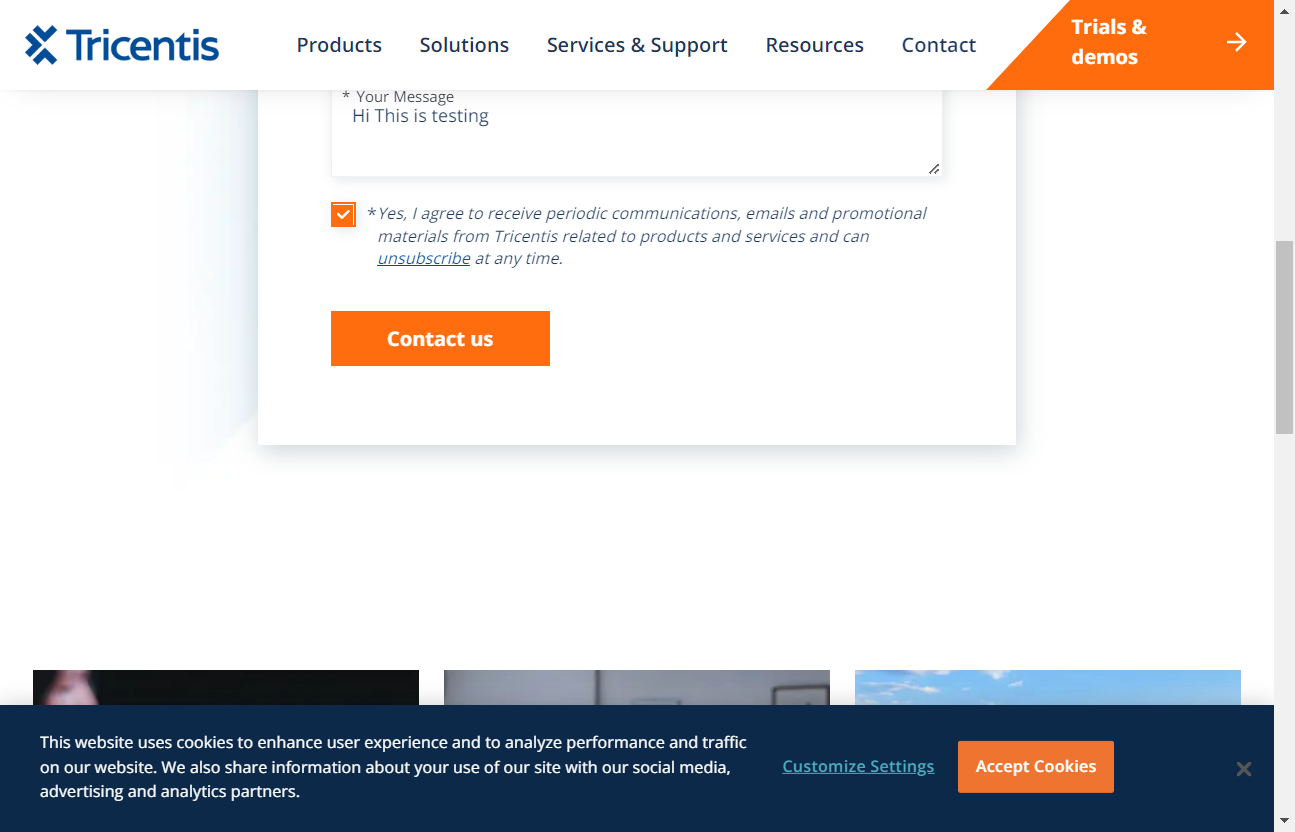 Tricentis
Products
Solutions
Services & Support
Resources
Contact
Trials &
demos
* Your Message
Hi This is testing
*Yes, I agree to receive periodic communications, emails and promotional
materials from Tricentis related to products and services and can
unsubscribe at any time.
Contact us
This website uses cookies to enhance user experience and to analyze performance and traffic
on our website. We also share information about your use of our site with our social media,
advertising and analytics partners.
Customize Settings
Accept Cookies